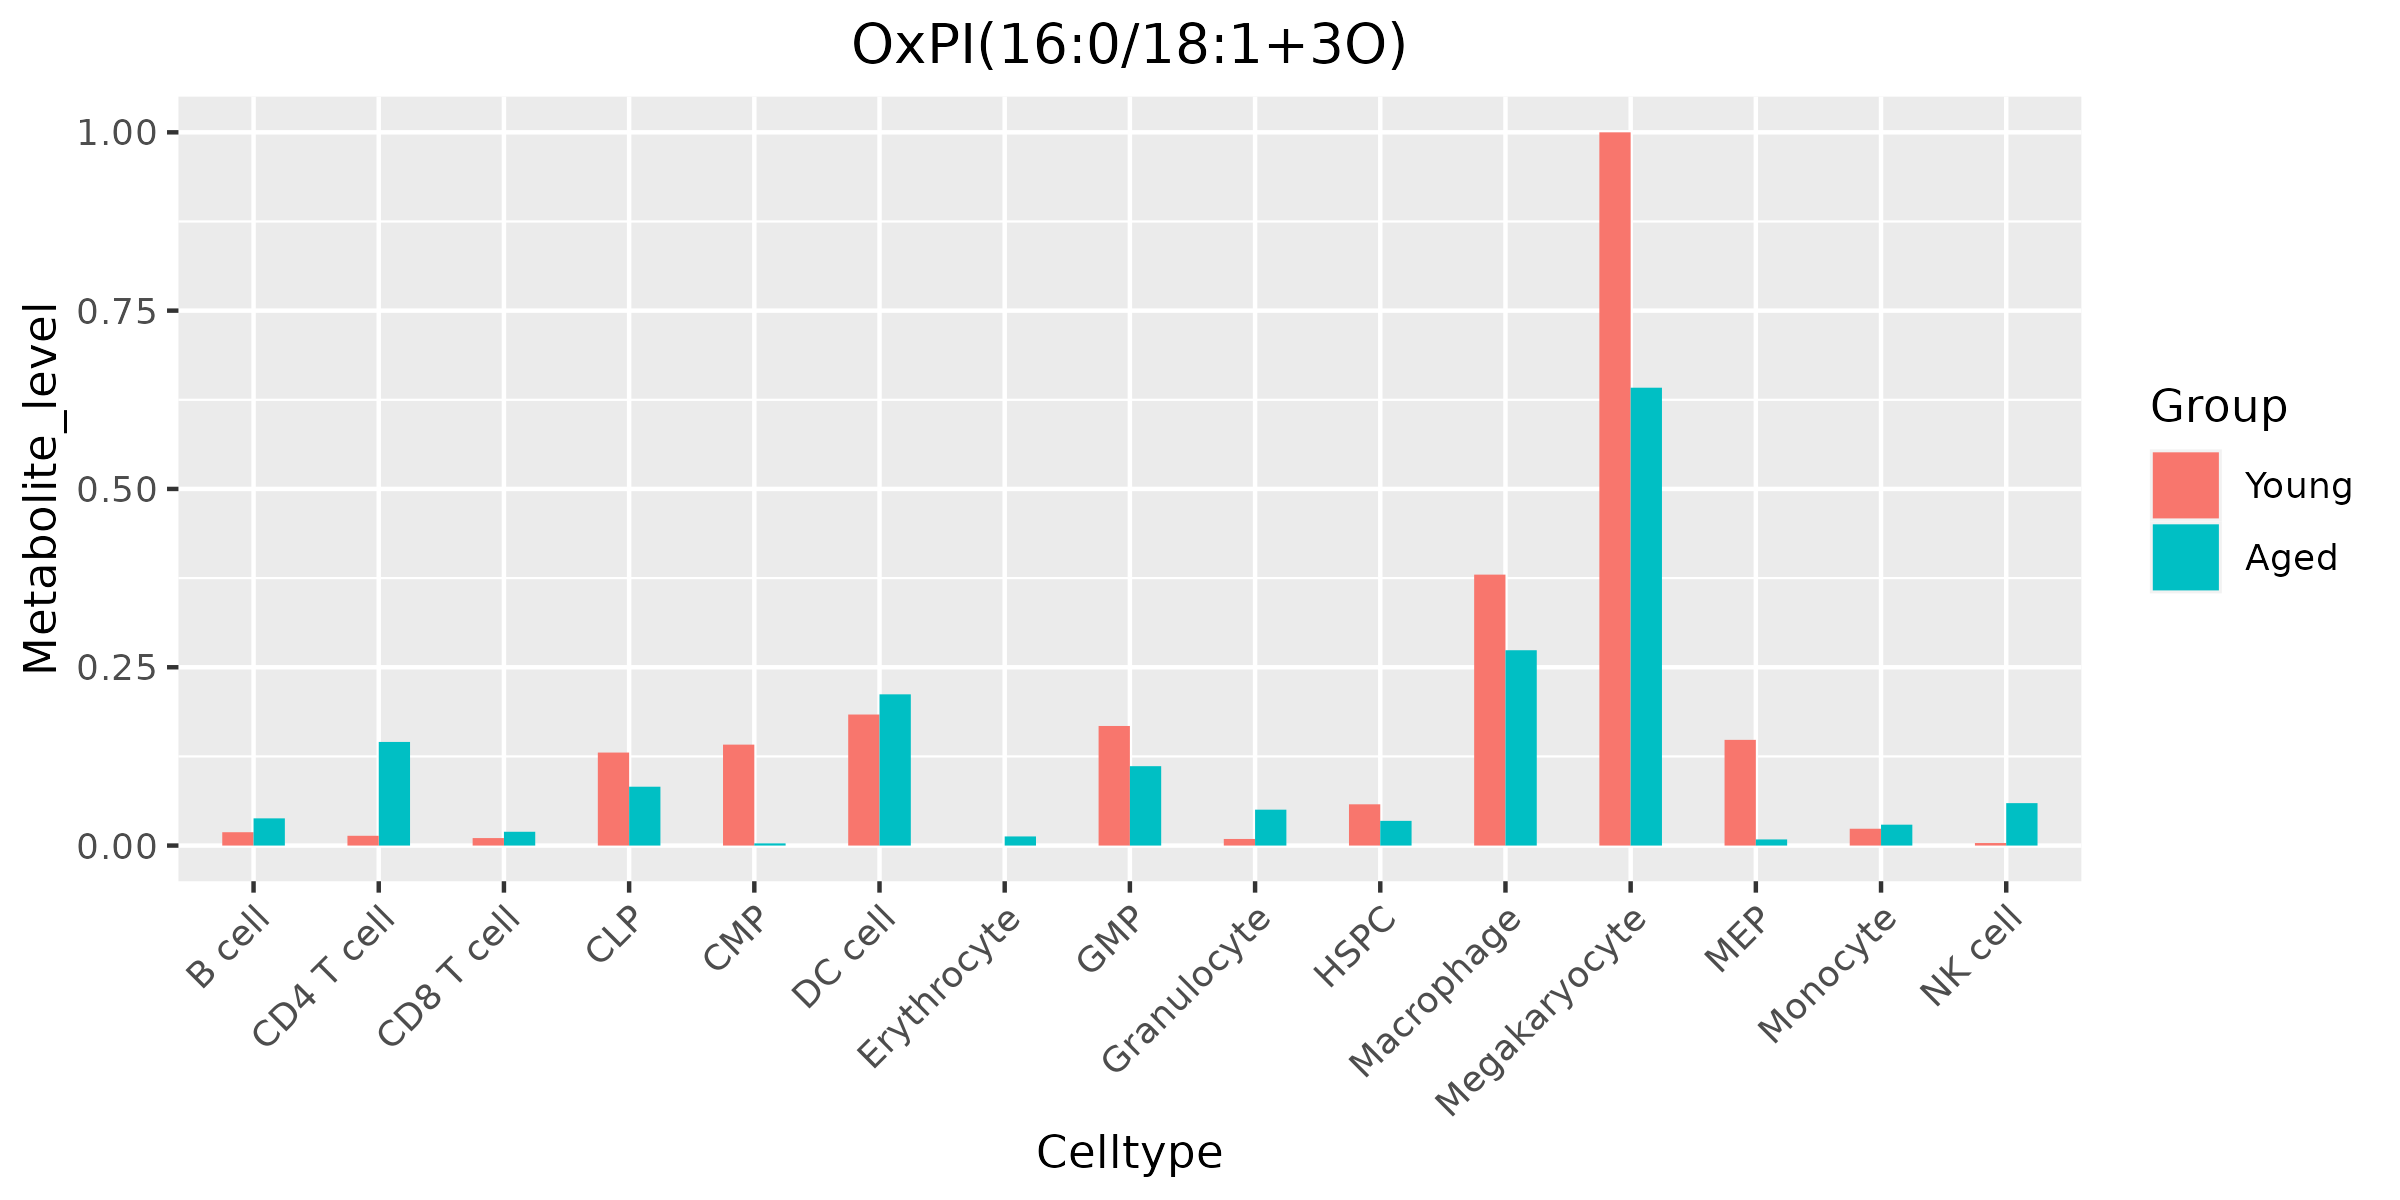 OxPI(16:0/18:1+3O)
Metabolite_level
1.00
0.75
0.50
0.25
0.00
B cell
CD4 T cell
CD8 T cell
CLP
CMP
DC cell
Erythrocyte
GMP
Granulocyte
HSPC
Macrophage
Megakaryocyte
MEP
Monocyte
NK cell
Celltype
Group
Young
Aged